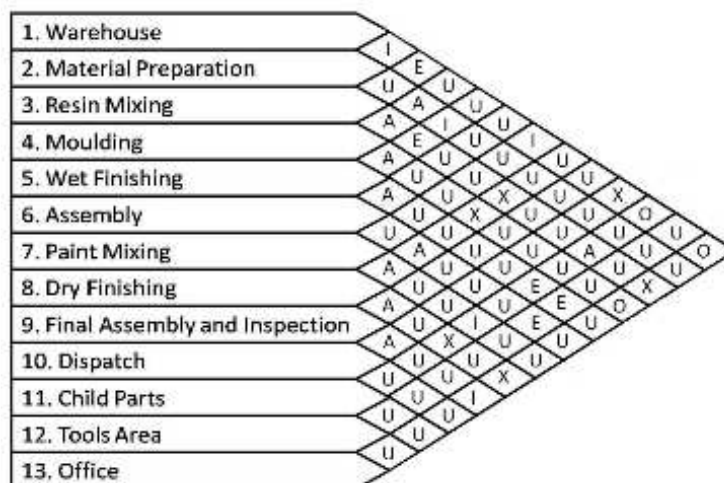 1. Warehouse
I
2. Material Preparation E
U U
3. Resin Mixing A U
A I U
4. Moulding E U I
A U U U
5. Wet Finishing U U U U
A U X U X
6. Assembly U X U U O
U U U U U U
7. Paint Mixing A U U A U O
A U U U U U
8. Dry Finishing U U E U X
A U U E O
9. Final Assembly and Inspection U I E U
A X U U
10. Dispatch U U U
U U X
11. Child Parts U I
U U
12. Tools Area U
U
13. Office